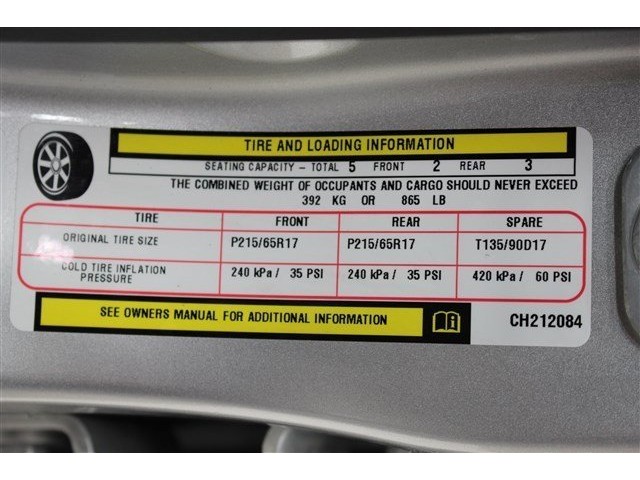 TIRE AND LOADING INFORMATION
SEATING CAPACITY - TOTAL 5 FRONT 2 REAR 3
THE COMBINED WEIGHT OF OCCUPANTS AND CARGO SHOULD NEVER EXCEED
392 KG OR 865 LB
TIRE FRONT REAR SPARE
ORIGINAL TIRE SIZE P215/65R17 P215/65R17 T135/90D17
COLD TIRE INFLATION
PRESSURE 240 kPa / 35 PSI 240 kPa / 35 PSI 420 kPa / 60 PSI
SEE OWNERS MANUAL FOR ADDITIONAL INFORMATION
CH212084